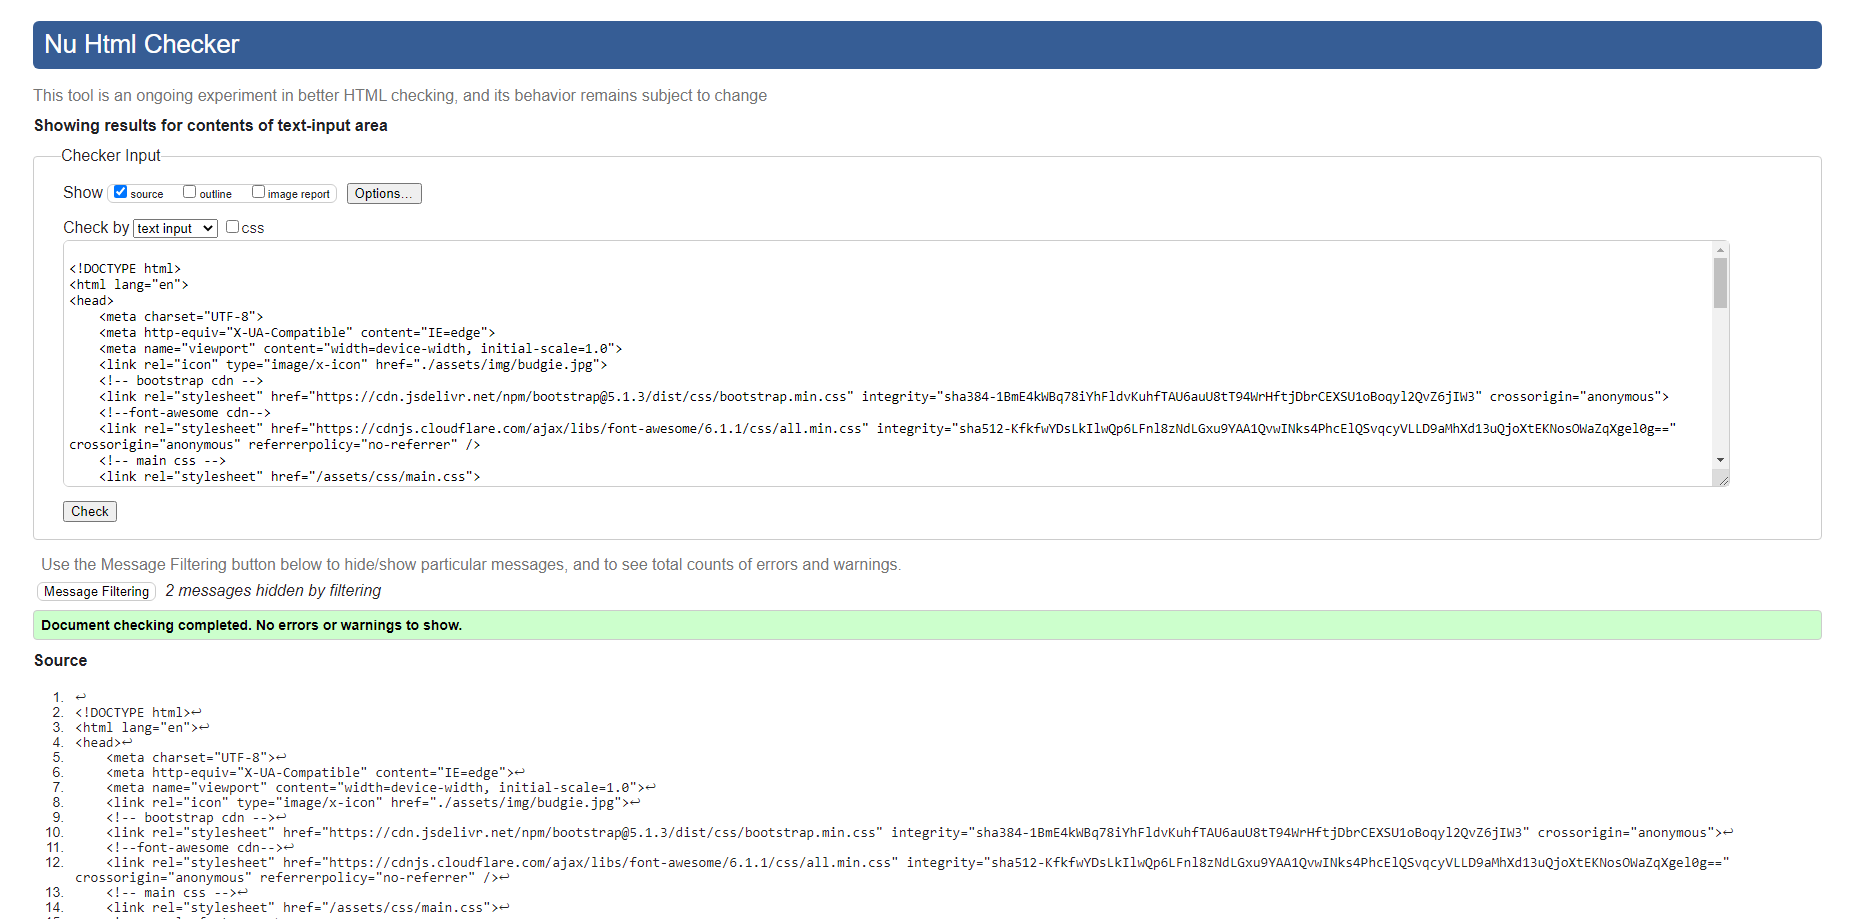 Nu Html Checker
This tool is an ongoing experiment in better HTML checking, and its behavior remains subject to change
Showing results for contents of text-input area
Checker Input
Show source outline image report Options...
Check by text input css
<!DOCTYPE html>
<html lang="en">
<head>
    <meta charset="UTF-8">
    <meta http-equiv="X-UA-Compatible" content="IE=edge">
    <meta name="viewport" content="width=device-width, initial-scale=1.0">
    <link rel="icon" type="image/x-icon" href="./assets/img/budgie.jpg">
    <!-- bootstrap cdn -->
    <link rel="stylesheet" href="https://cdn.jsdelivr.net/npm/bootstrap@5.1.3/dist/css/bootstrap.min.css" integrity="sha384-1BmE4kWBq78iYhFldvKuhfTAU6auU8tT94WrHftjDbrCEXSU1oBoqyl2QvZ6jIW3" crossorigin="anonymous">
    <!--font-awesome cdn-->
    <link rel="stylesheet" href="https://cdnjs.cloudflare.com/ajax/libs/font-awesome/6.1.1/css/all.min.css" integrity="sha512-KfkfwYDsLkIlwQp6LFnl8zNdLGxu9YAA1QvwINks4PhcElQSvqcyVLLD9aMhXd13uQjoXtEKNosOWaZqXgel0g=="
crossorigin="anonymous" referrerpolicy="no-referrer" />
    <!-- main css -->
    <link rel="stylesheet" href="/assets/css/main.css">
Check
Use the Message Filtering button below to hide/show particular messages, and to see total counts of errors and warnings.
Message Filtering 2 messages hidden by filtering
Document checking completed. No errors or warnings to show.
Source
1. ↩
2. <!DOCTYPE html>↩
3. <html lang="en">↩
4. <head>↩
5.     <meta charset="UTF-8">↩
6.     <meta http-equiv="X-UA-Compatible" content="IE=edge">↩
7.     <meta name="viewport" content="width=device-width, initial-scale=1.0">↩
8.     <link rel="icon" type="image/x-icon" href="./assets/img/budgie.jpg">↩
9.     <!-- bootstrap cdn -->↩
10.     <link rel="stylesheet" href="https://cdn.jsdelivr.net/npm/bootstrap@5.1.3/dist/css/bootstrap.min.css" integrity="sha384-1BmE4kWBq78iYhFldvKuhfTAU6auU8tT94WrHftjDbrCEXSU1oBoqyl2QvZ6jIW3" crossorigin="anonymous">↩
11.     <!--font-awesome cdn-->↩
12.     <link rel="stylesheet" href="https://cdnjs.cloudflare.com/ajax/libs/font-awesome/6.1.1/css/all.min.css" integrity="sha512-KfkfwYDsLkIlwQp6LFnl8zNdLGxu9YAA1QvwINks4PhcElQSvqcyVLLD9aMhXd13uQjoXtEKNosOWaZqXgel0g=="
crossorigin="anonymous" referrerpolicy="no-referrer" />↩
13.     <!-- main css -->↩
14.     <link rel="stylesheet" href="/assets/css/main.css">↩